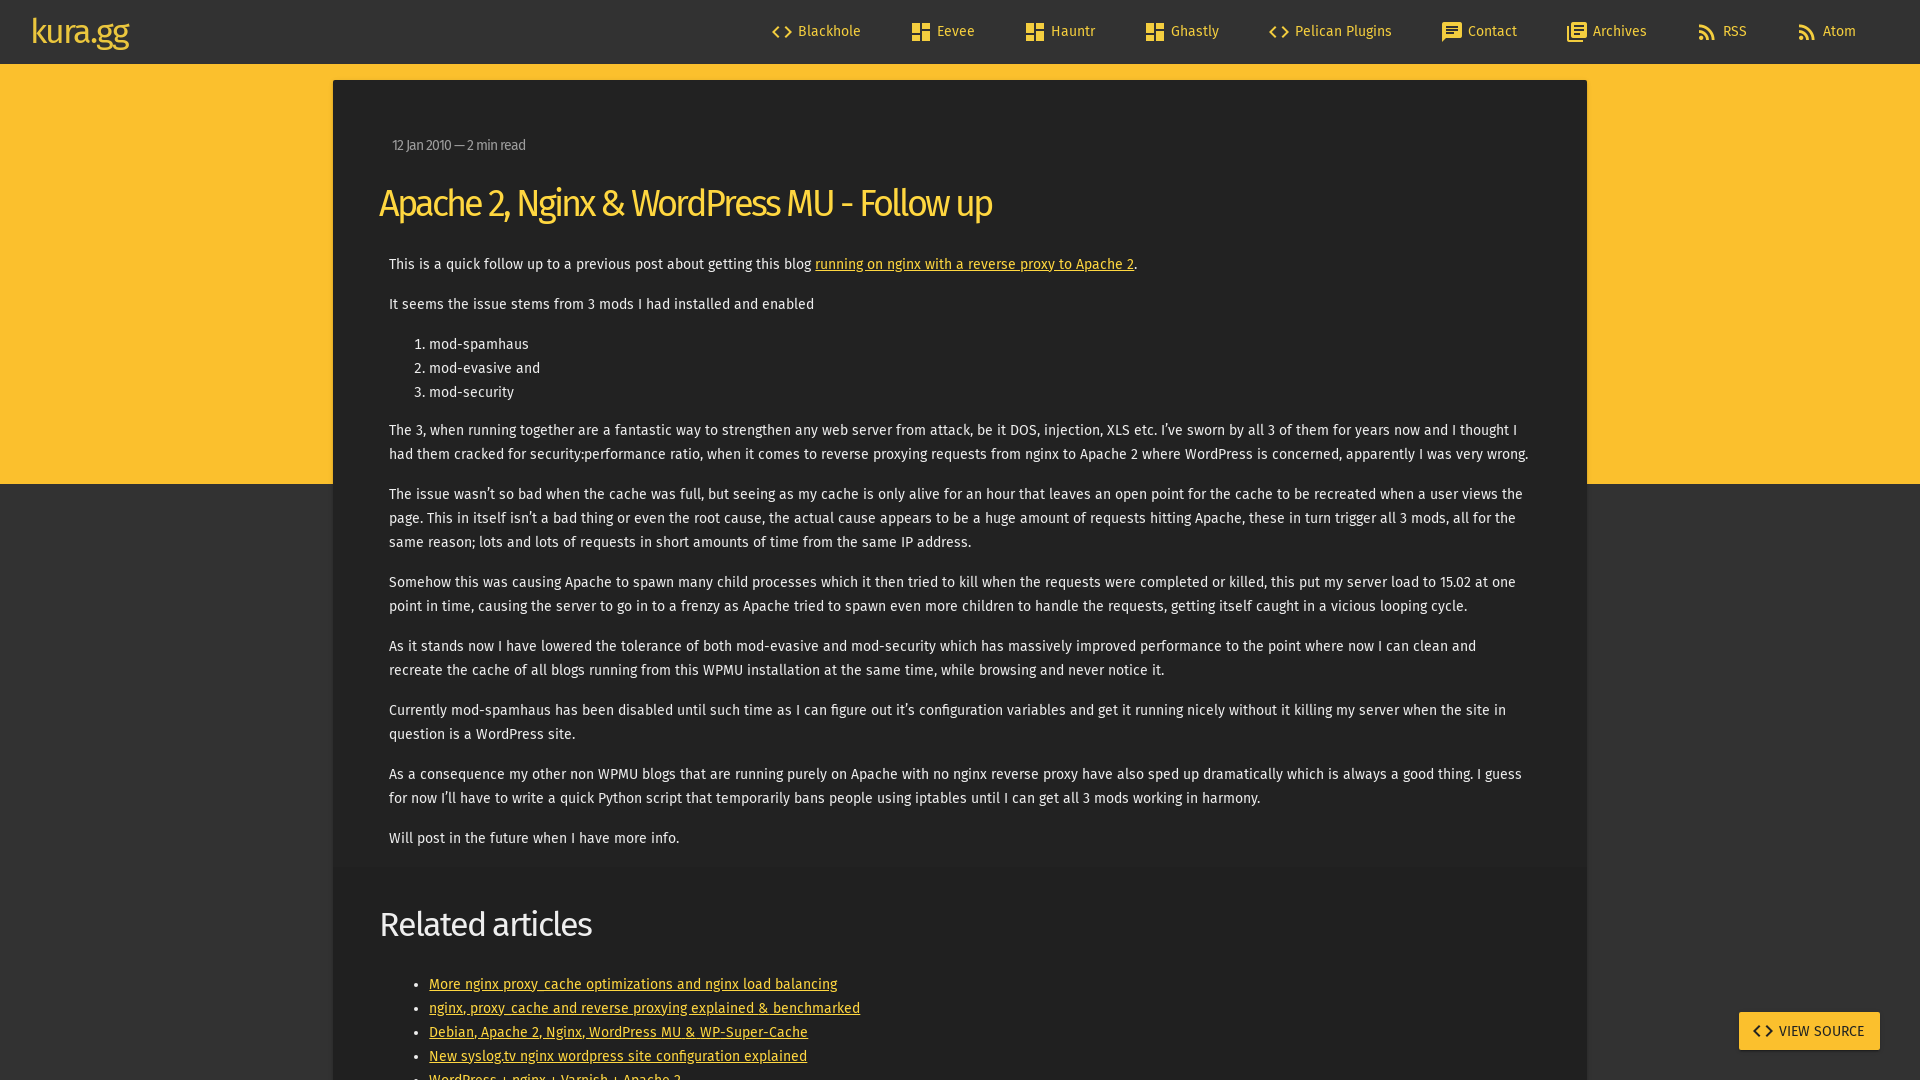 kura.gg
Blackhole
Eevee
Hauntr
Ghastly
Pelican Plugins
Contact
Archives
RSS
Atom
12 Jan 2010 — 2 min read
Apache 2, Nginx & WordPress MU - Follow up
This is a quick follow up to a previous post about getting this blog running on nginx with a reverse proxy to Apache 2.
It seems the issue stems from 3 mods I had installed and enabled
1. mod-spamhaus
2. mod-evasive and
3. mod-security
The 3, when running together are a fantastic way to strengthen any web server from attack, be it DOS, injection, XLS etc. I’ve sworn by all 3 of them for years now and I thought I
had them cracked for security:performance ratio, when it comes to reverse proxying requests from nginx to Apache 2 where WordPress is concerned, apparently I was very wrong.
The issue wasn’t so bad when the cache was full, but seeing as my cache is only alive for an hour that leaves an open point for the cache to be recreated when a user views the
page. This in itself isn’t a bad thing or even the root cause, the actual cause appears to be a huge amount of requests hitting Apache, these in turn trigger all 3 mods, all for the
same reason; lots and lots of requests in short amounts of time from the same IP address.
Somehow this was causing Apache to spawn many child processes which it then tried to kill when the requests were completed or killed, this put my server load to 15.02 at one
point in time, causing the server to go in to a frenzy as Apache tried to spawn even more children to handle the requests, getting itself caught in a vicious looping cycle.
As it stands now I have lowered the tolerance of both mod-evasive and mod-security which has massively improved performance to the point where now I can clean and
recreate the cache of all blogs running from this WPMU installation at the same time, while browsing and never notice it.
Currently mod-spamhaus has been disabled until such time as I can figure out it’s configuration variables and get it running nicely without it killing my server when the site in
question is a WordPress site.
As a consequence my other non WPMU blogs that are running purely on Apache with no nginx reverse proxy have also sped up dramatically which is always a good thing. I guess
for now I’ll have to write a quick Python script that temporarily bans people using iptables until I can get all 3 mods working in harmony.
Will post in the future when I have more info.
Related articles
More nginx proxy_cache optimizations and nginx load balancing
nginx, proxy_cache and reverse proxying explained & benchmarked
Debian, Apache 2, Nginx, WordPress MU & WP-Super-Cache
New syslog.tv nginx wordpress site configuration explained
WordPress + nginx + Varnish + Apache 2
VIEW SOURCE